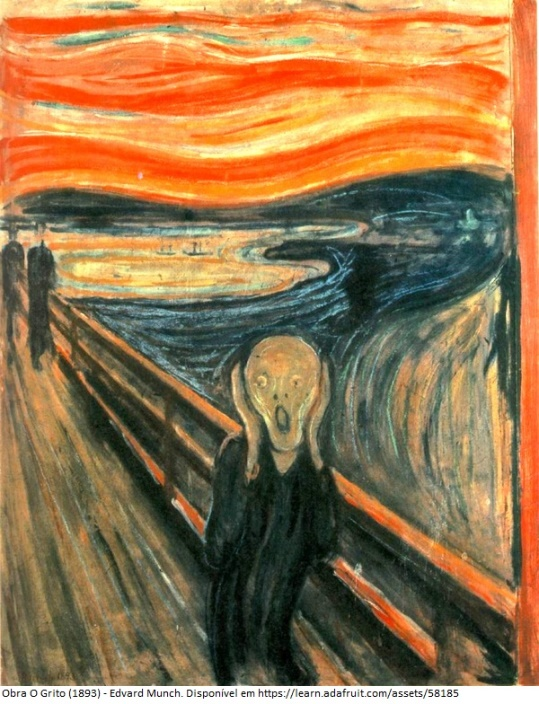 Obra O Grito (1893) - Edvard Munch. Disponível em https://learn.adafruit.com/assets/58185